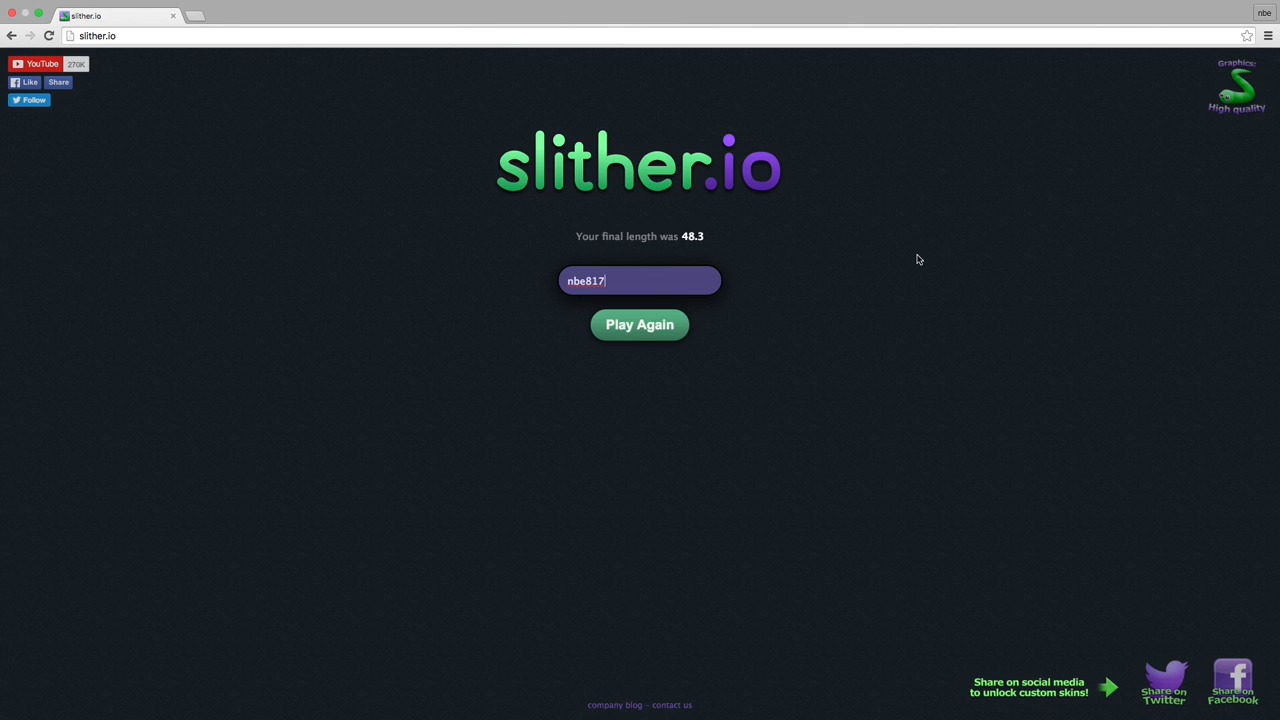 slither.io
nbe
slither.io
YouTube 270K
Like Share
Follow
Graphics:
High quality
slither.io
Your final length was 48.3
nbe817
Play Again
Share on social media
to unlock custom skins!
Share on
Twitter
Share on
Facebook
company blog - contact us